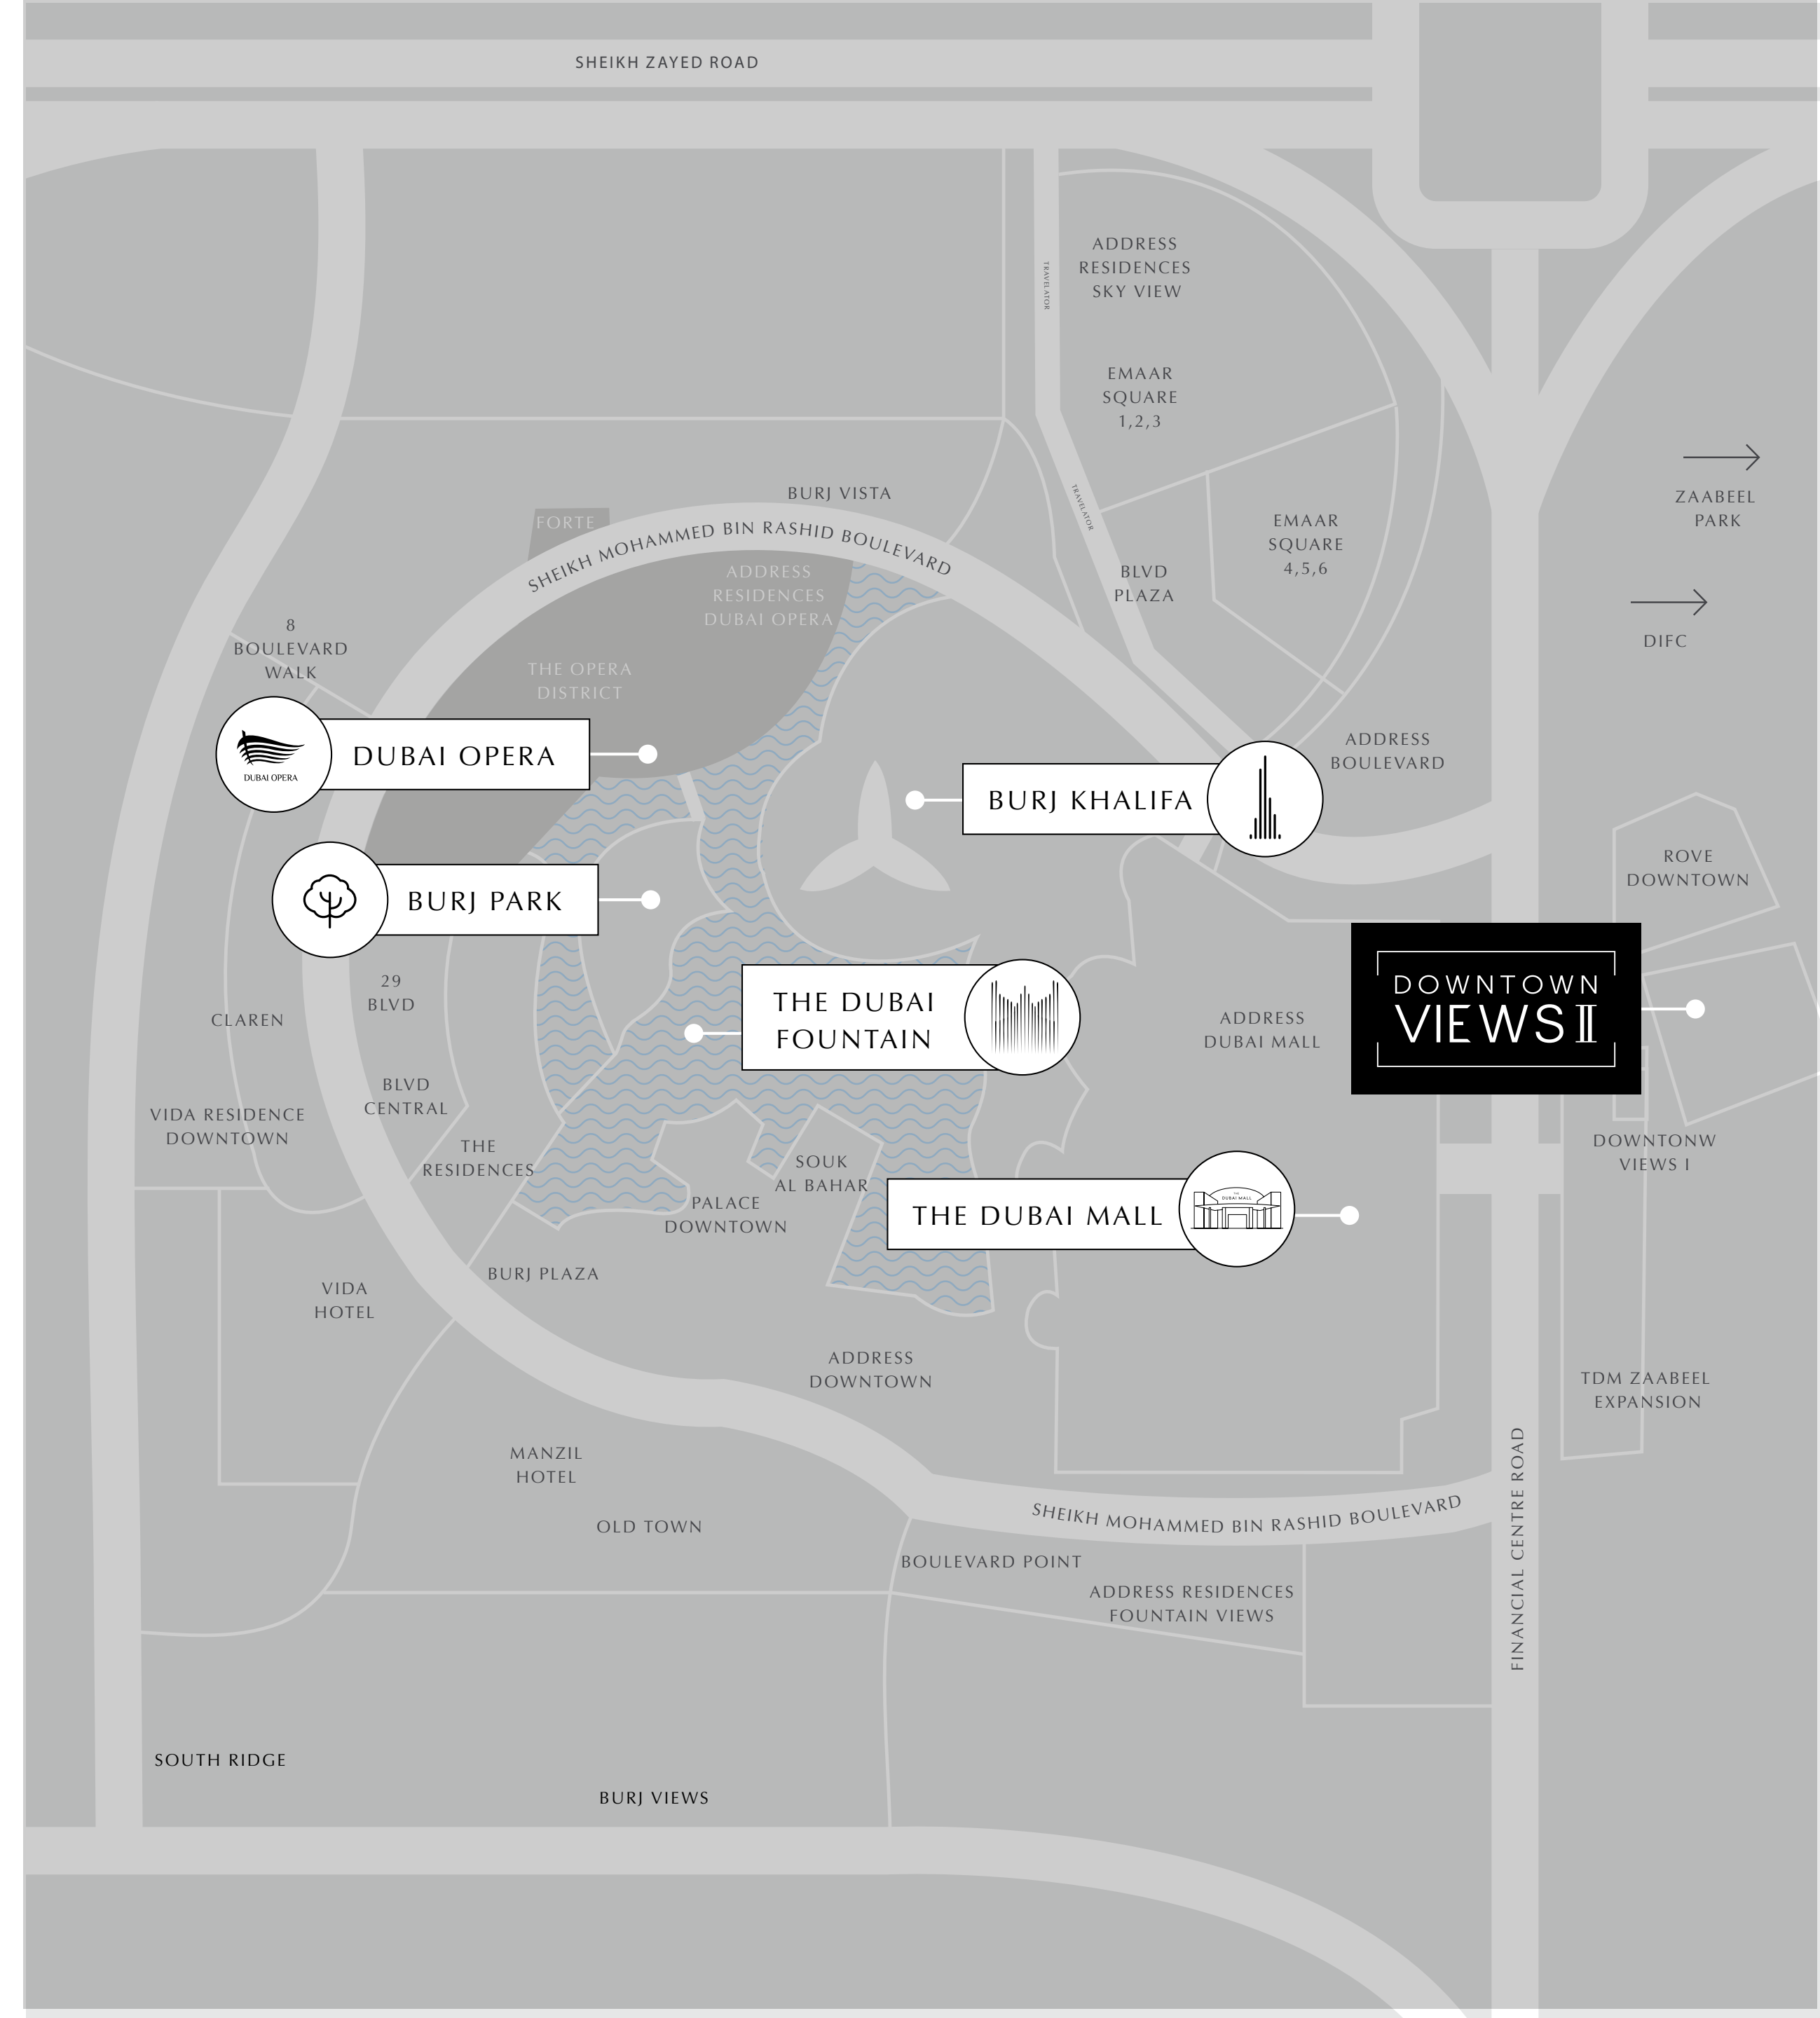 SHEIKH ZAYED ROAD
ADDRESS
RESIDENCES
SKY VIEW
TRAVELATOR
EMAAR
SQUARE
1,2,3
ZAABEEL
PARK
BURJ VISTA
TRAVELATOR
FORTE
SHEIKH MOHAMMED BIN RASHID BOULEVARD
EMAAR
SQUARE
4,5,6
ADDRESS
RESIDENCES
DUBAI OPERA
BLVD
PLAZA
DIFC
8
BOULEVARD
WALK
THE OPERA
DISTRICT
DUBAI OPERA
DUBAI OPERA
ADDRESS
BOULEVARD
BURJ KHALIFA
ROVE
DOWNTOWN
BURJ PARK
29
BLVD
CLAREN
THE DUBAI
FOUNTAIN
ADDRESS
DUBAI MALL
DOWNTOWN
VIEWS II
BLVD
CENTRAL
VIDA RESIDENCE
DOWNTOWN
THE
RESIDENCES
SOUK
AL BAHAR
PALACE
DOWNTOWN
THE DUBAI MALL
THE
DUBAI MALL
DOWNTONW
VIEWS I
BURJ PLAZA
VIDA
HOTEL
ADDRESS
DOWNTOWN
TDM ZAABEEL
EXPANSION
MANZIL
HOTEL
OLD TOWN
SHEIKH MOHAMMED BIN RASHID BOULEVARD
FINANCIAL CENTRE ROAD
BOULEVARD POINT
ADDRESS RESIDENCES
FOUNTAIN VIEWS
SOUTH RIDGE
BURJ VIEWS